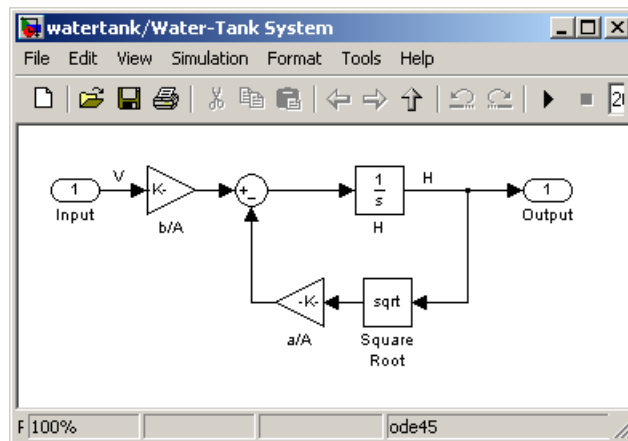 watertank/Water-Tank System
File Edit View Simulation Format Tools Help
V
1
Input
K-
b/A
+
-
1
s
H
H
1
Output
-K-
a/A
sqrt
Square
Root
100%
ode45